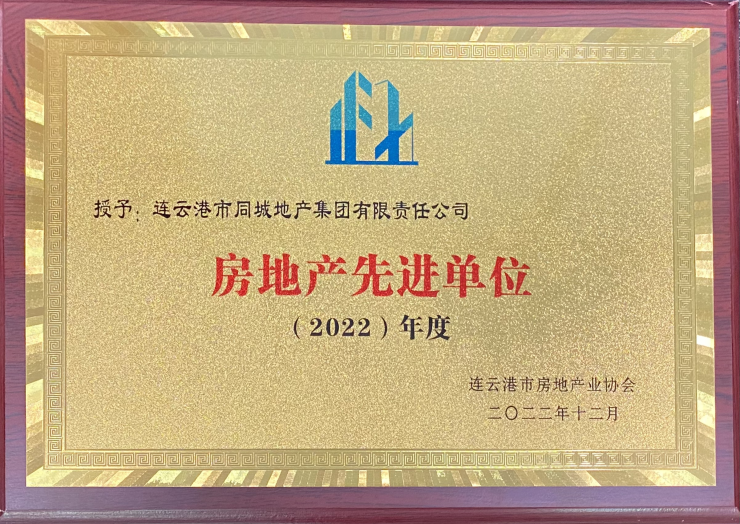 授予：连云港市同城地产集团有限责任公司
房地产先进单位
（2022）年度
连云港市房地产业协会
二〇二二年十二月